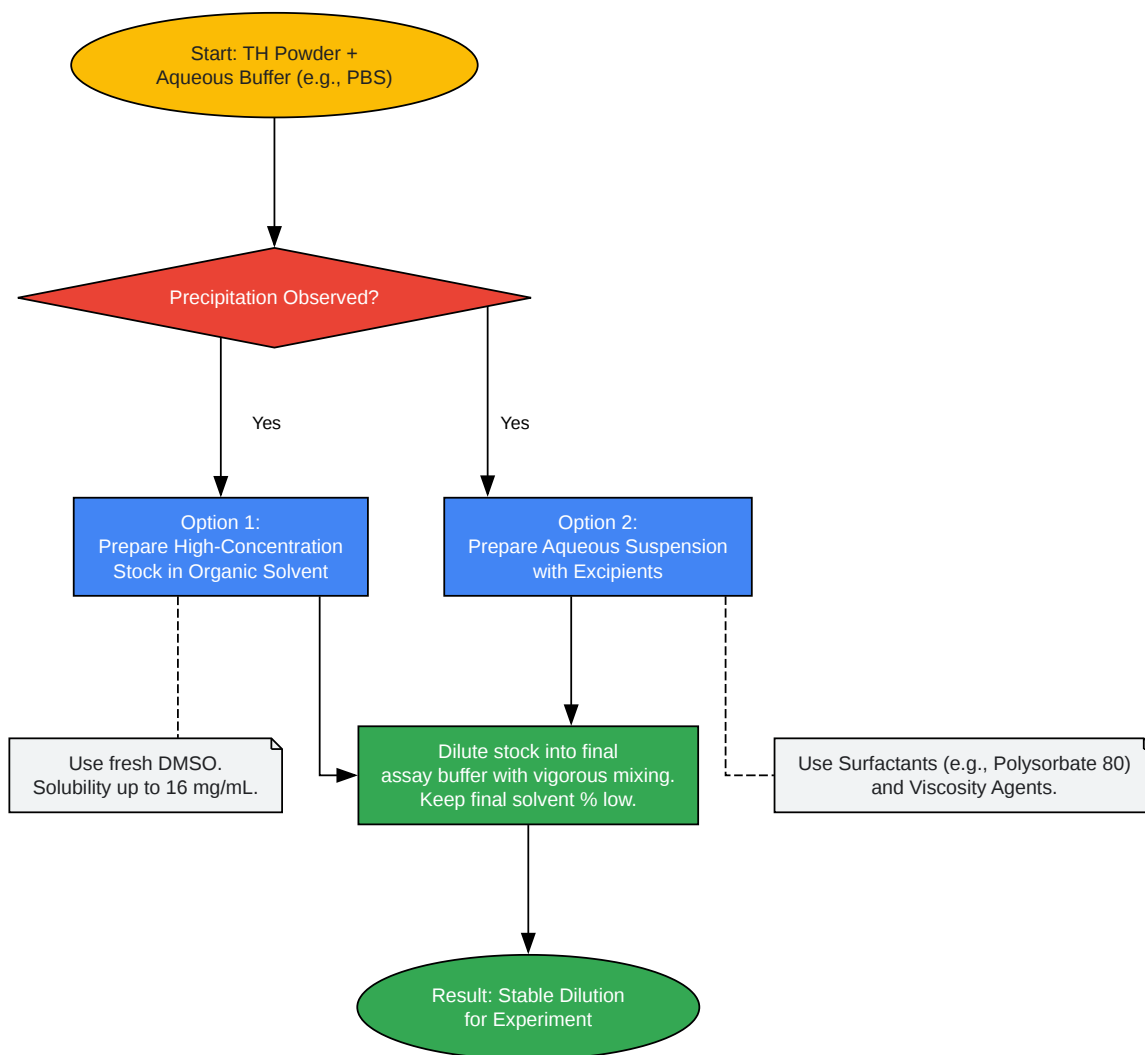 Start: TH Powder +
Aqueous Buffer (e.g., PBS)
Precipitation Observed?
Yes
Yes
Option 1:
Prepare High-Concentration
Stock in Organic Solvent
Option 2:
Prepare Aqueous Suspension
with Excipients
Use fresh DMSO.
Solubility up to 16 mg/mL.
Dilute stock into final
assay buffer with vigorous mixing.
Keep final solvent % low.
Use Surfactants (e.g., Polysorbate 80)
and Viscosity Agents.
Result: Stable Dilution
for Experiment